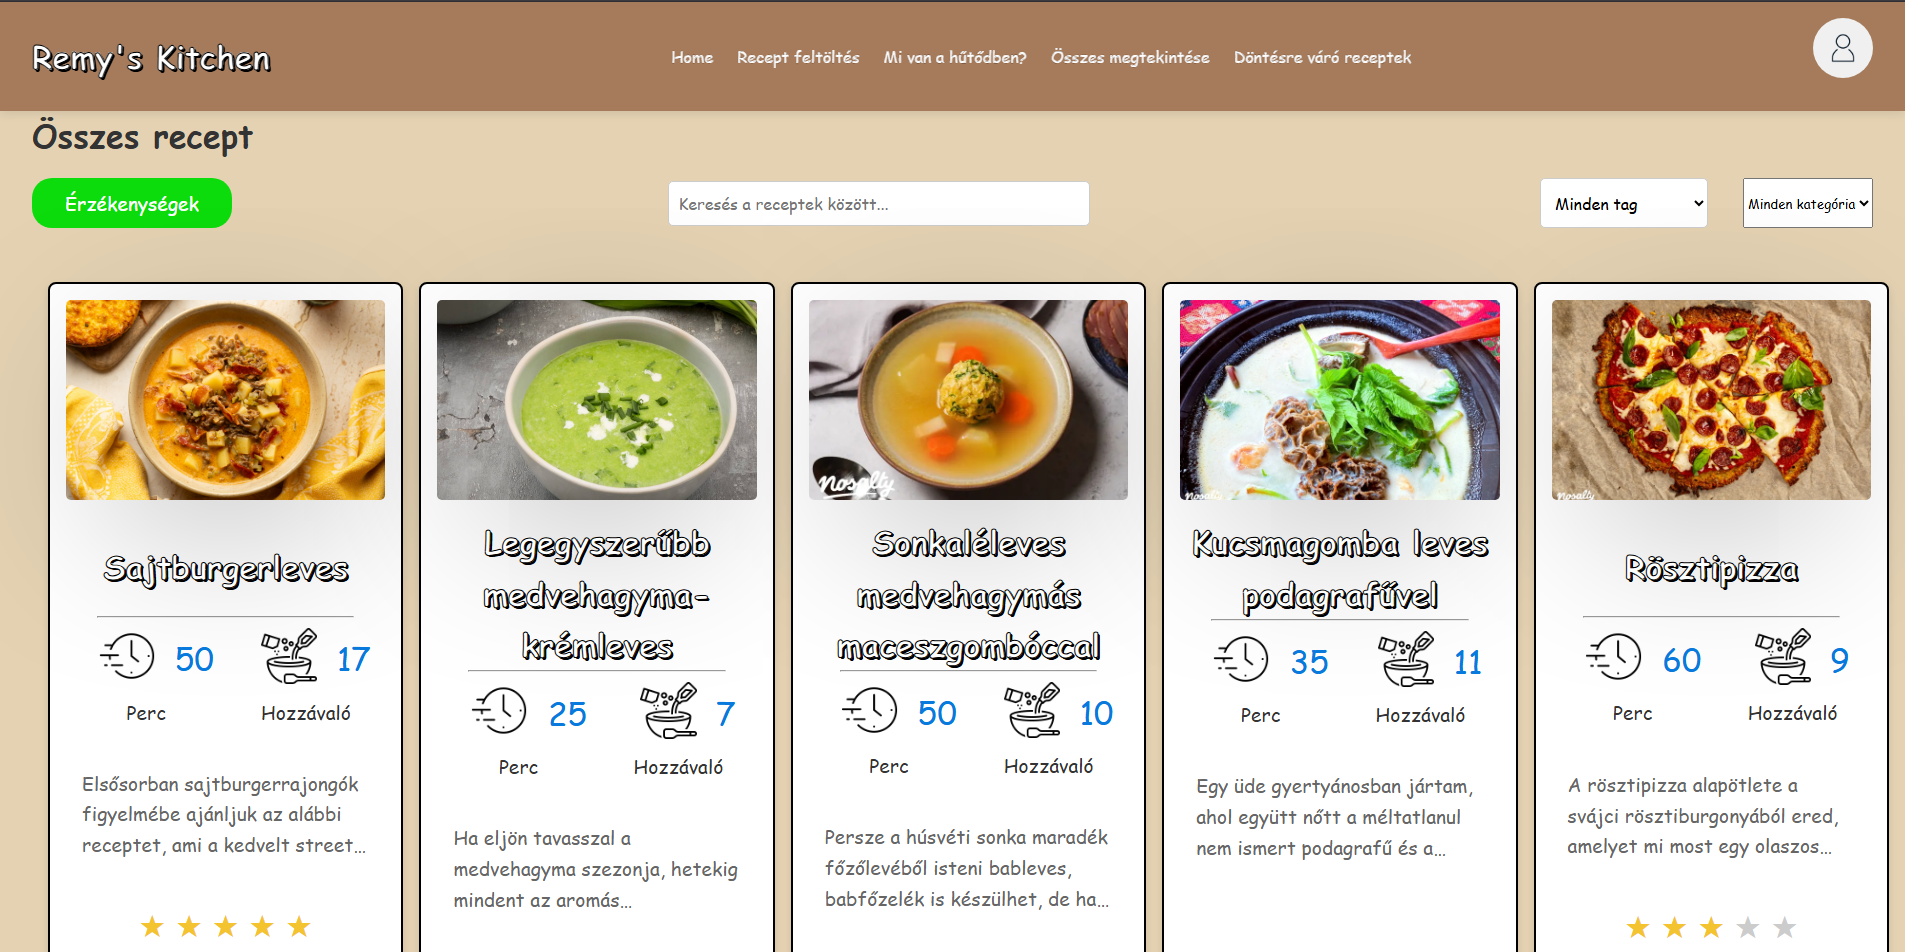 Remy's Kitchen
Home
Recept feltöltés
Mi van a hűtődben?
Összes megtekintése
Döntésre váró receptek
Összes recept
Érzékenységek
Keresés a receptek között...
Minden tag
Minden kategória
Sajtburgerleves
50
17
Perc
Hozzávaló
Elsősorban sajtburgerrajongók
figyelmébe ajánljuk az alábbi
receptet, ami a kedvelt street...
Legegyszerűbb
medvehagyma-
krémleves
25
7
Perc
Hozzávaló
Ha eljön tavasszal a
medvehagyma szezonja, hetekig
mindent az aromás...
Nosalty
Sonkaléleves
medvehagymás
maceszgombóccal
50
10
Perc
Hozzávaló
Persze a húsvéti sonka maradék
főzőlevéből isteni bableves,
babfőzelék is készülhet, de ha...
Nosalty
Kucsmagomba leves
podagrafűvel
35
11
Perc
Hozzávaló
Egy üde gyertyánosban jártam,
ahol együtt nőtt a méltatlanul
nem ismert podagrafű és a...
Nosalty
Rösztipizza
60
9
Perc
Hozzávaló
A rösztipizza alapötlete a
svájci rösztiburgonyából ered,
amelyet mi most egy olaszos...